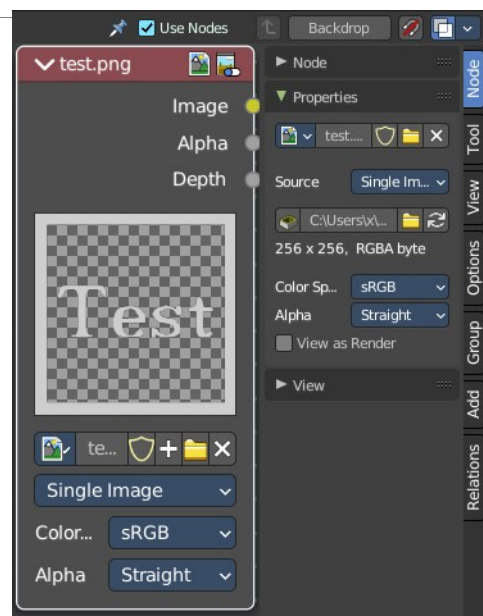 Use Nodes
Backdrop
test.png
Image
Alpha
Depth
Test
te...
Single Image
Color...
sRGB
Alpha
Straight
Node
Properties
test....
Source
Single Im...
C:\Users\x\...
256 x 256, RGBA byte
Color Sp...
sRGB
Alpha
Straight
View as Render
View
Node
Tool
View
Options
Group
Add
Relations